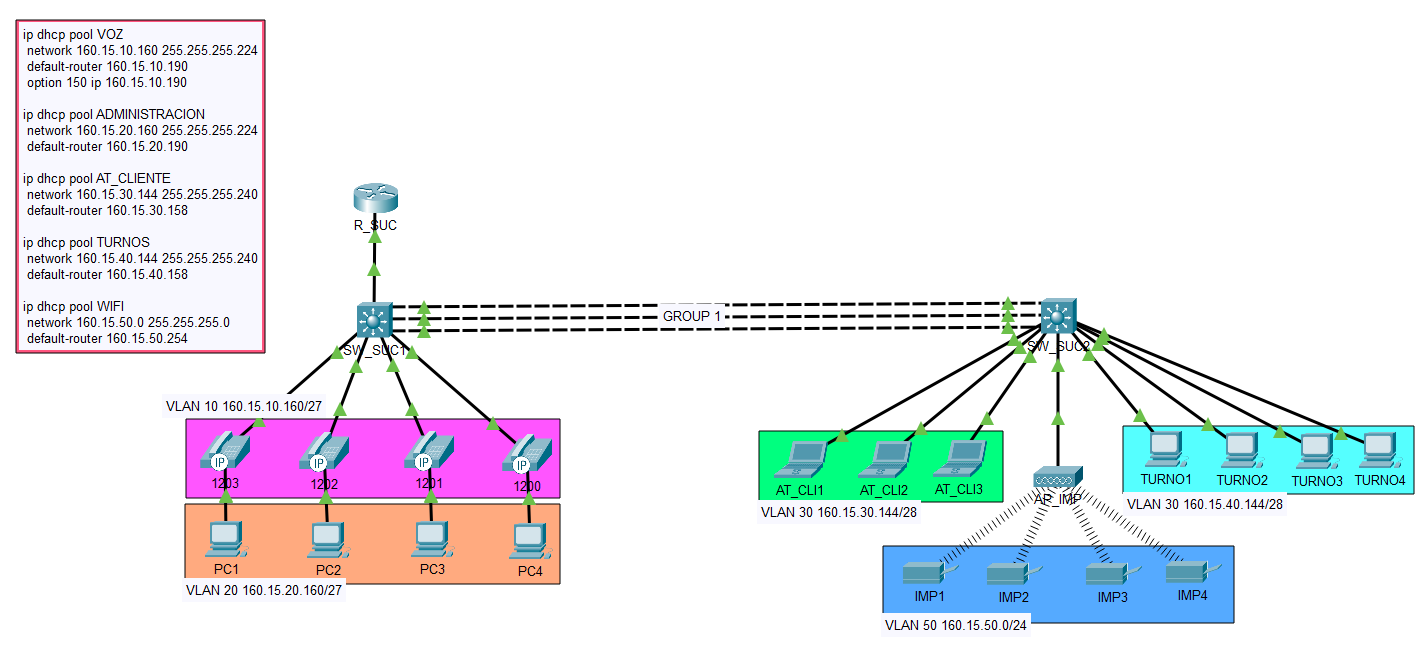 ip dhcp pool VOZ
network 160.15.10.160 255.255.255.224
default-router 160.15.10.190
option 150 ip 160.15.10.190
ip dhcp pool ADMINISTRACION
network 160.15.20.160 255.255.255.224
default-router 160.15.20.190
ip dhcp pool AT_CLIENTE
network 160.15.30.144 255.255.255.240
default-router 160.15.30.158
ip dhcp pool TURNOS
network 160.15.40.144 255.255.255.240
default-router 160.15.40.158
ip dhcp pool WIFI
network 160.15.50.0 255.255.255.0
default-router 160.15.50.254
R_SUC
GROUP 1
SW_SUC1
SW_SUC2
VLAN 10 160.15.10.160/27
IP
IP
IP
IP
1203
1202
1201
1200
PC1
PC2
PC3
PC4
VLAN 20 160.15.20.160/27
AT_CLI1
AT_CLI2
AT_CLI3
VLAN 30 160.15.30.144/28
AP_IMP
TURNO1
TURNO2
TURNO3
TURNO4
VLAN 30 160.15.40.144/28
IMP1
IMP2
IMP3
IMP4
VLAN 50 160.15.50.0/24